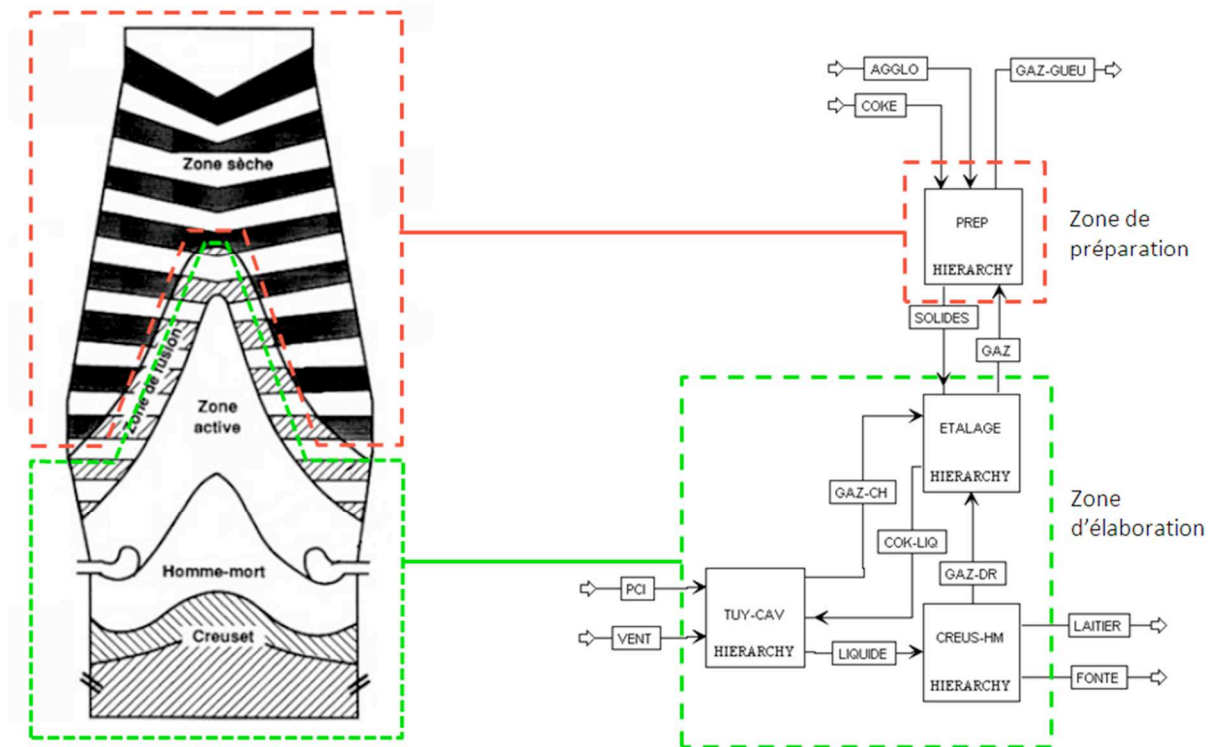 Zone sèche
Zone de fusion
Zone
active
Homme-mort
Creuset
AGGLO
GAZ-GUEU
COKE
PREP
HIERARCHY
Zone de
préparation
SOLIDES
GAZ
ETALAGE
HIERARCHY
GAZ-CH
COK-LIQ
GAZ-DR
Zone
d'élaboration
PCI
VENT
TUY-CAV
HIERARCHY
LIQUIDE
CREUS-HM
HIERARCHY
LAITIER
FONTE